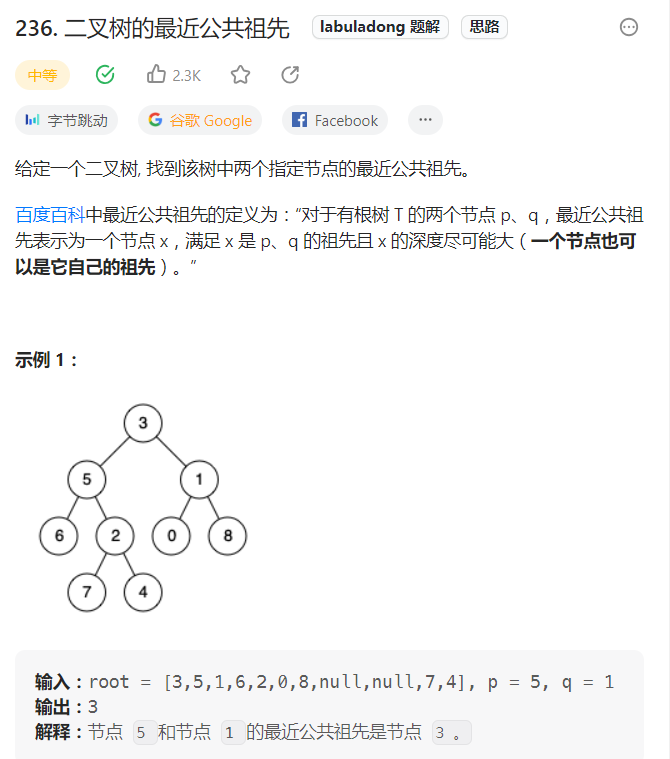 236. 二叉树的最近公共祖先 labuladong 题解 思路
中等 2.3K
字节跳动 谷歌 Google Facebook ...
给定一个二叉树, 找到该树中两个指定节点的最近公共祖先。
百度百科中最近公共祖先的定义为：“对于有根树 T 的两个节点 p、q，最近公共祖
先表示为一个节点 x，满足 x 是 p、q 的祖先且 x 的深度尽可能大（一个节点也可
以是它自己的祖先）。”
示例 1：
3
5 1
6 2 0 8
7 4
输入：root = [3,5,1,6,2,0,8,null,null,7,4], p = 5, q = 1
输出：3
解释：节点 5 和节点 1 的最近公共祖先是节点 3 。